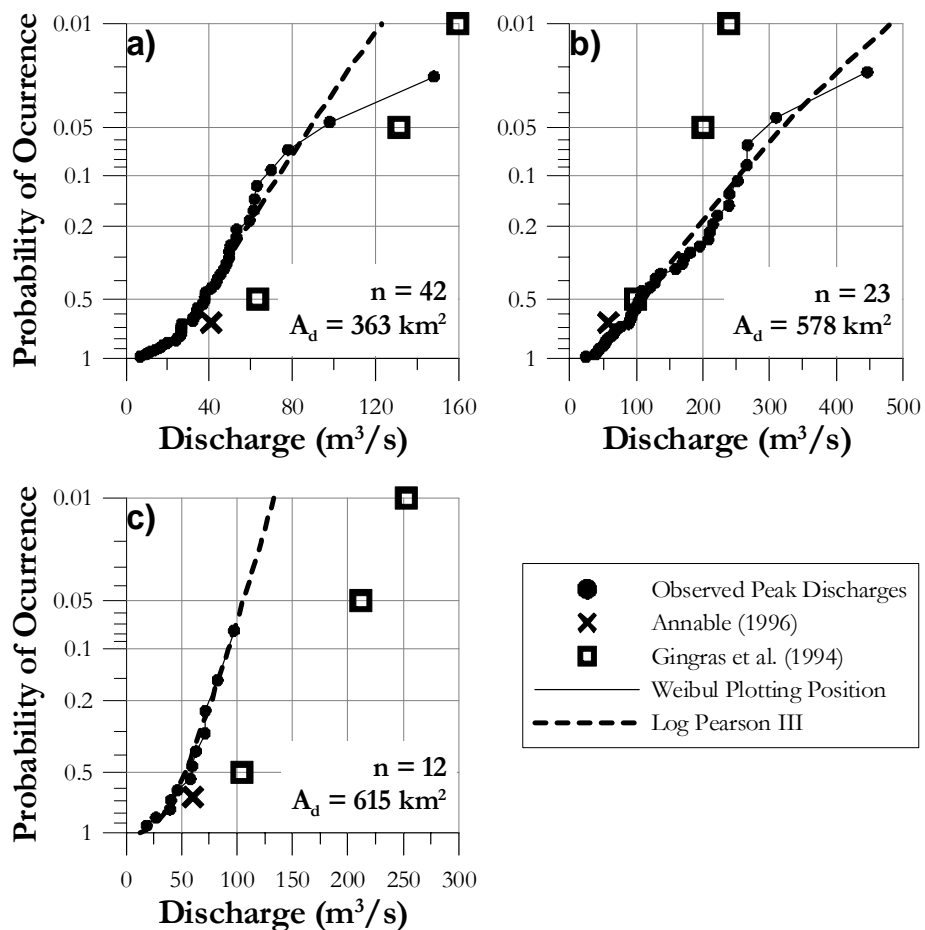 a)
0.01
0.05
0.1
0.2
0.5
1
Probability of Ocurrence
n = 42
A_d = 363 km²
0 40 80 120 160
Discharge (m³/s)
b)
0.01
0.05
0.1
0.2
0.5
1
n = 23
A_d = 578 km²
0 100 200 300 400 500
Discharge (m³/s)
c)
0.01
0.05
0.1
0.2
0.5
1
Probability of Ocurrence
n = 12
A_d = 615 km²
0 50 100 150 200 250 300
Discharge (m³/s)
Observed Peak Discharges
Annable (1996)
Gingras et al. (1994)
Weibul Plotting Position
Log Pearson III